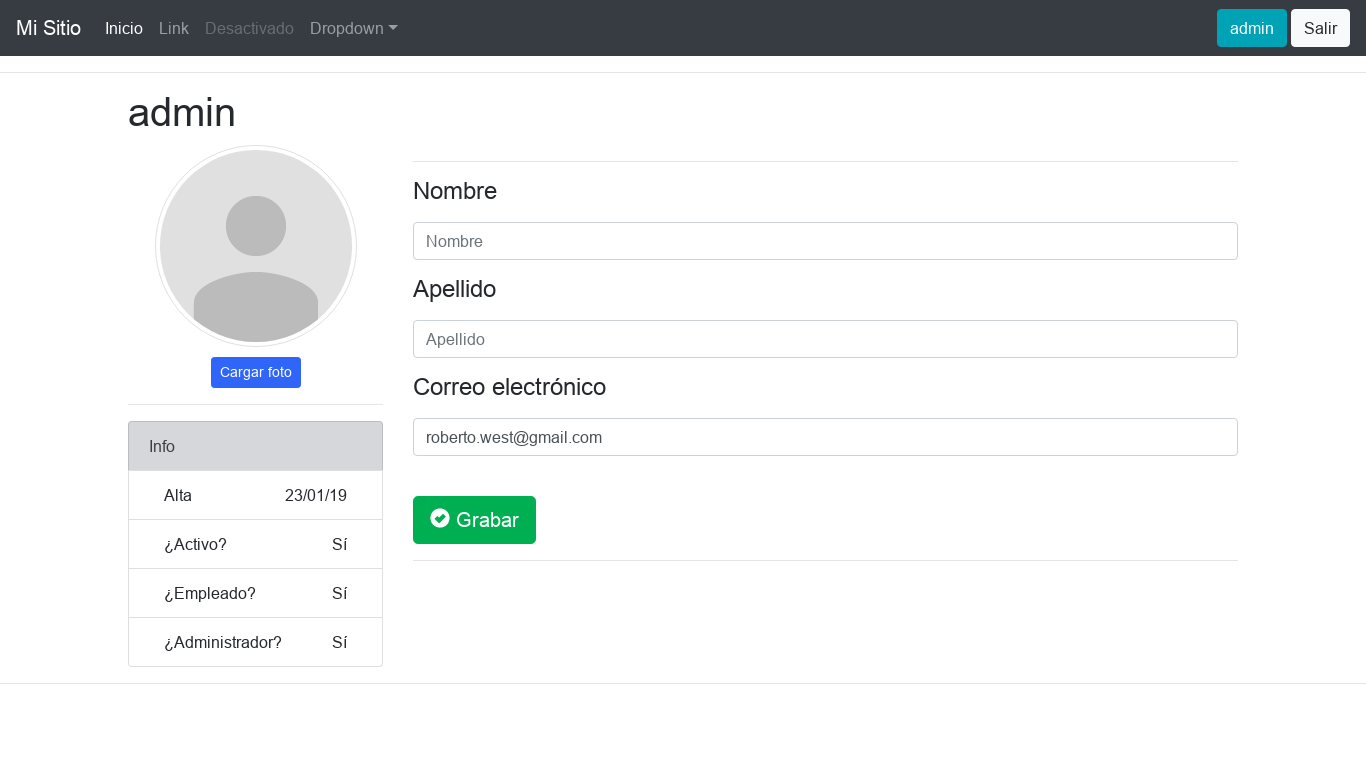 Mi Sitio Inicio Link Desactivado Dropdown admin Salir
admin
Cargar foto
Info
Alta 23/01/19
¿Activo? Sí
¿Empleado? Sí
¿Administrador? Sí
Nombre
Nombre
Apellido
Apellido
Correo electrónico
roberto.west@gmail.com
Grabar